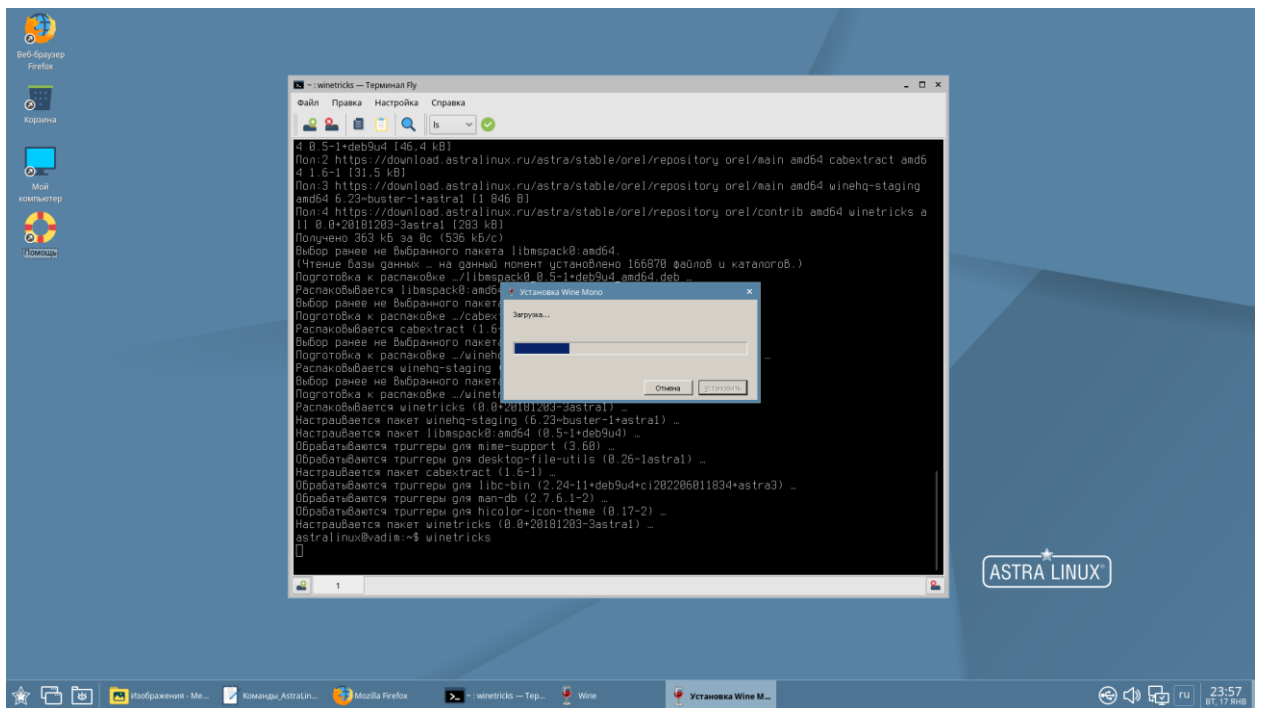 Веб-браузер
Firefox
Корзина
Мой
компьютер
Помощь
~ : winetricks — Терминал Fly
Файл Правка Настройка Справка
ls
4 0.5-1+deb9u4 [46,4 kB]
Пол:2 https://download.astralinux.ru/astra/stable/orel/repository orel/main amd64 cabextract amd6
4 1.6-1 [31,5 kB]
Пол:3 https://download.astralinux.ru/astra/stable/orel/repository orel/main amd64 winehq-staging
amd64 6.23~buster-1+astra1 [1 846 B]
Пол:4 https://download.astralinux.ru/astra/stable/orel/repository orel/contrib amd64 winetricks a
ll 0.0+20181203-3astra1 [283 kB]
Получено 363 kБ за 0с (536 kБ/c)
Выбор ранее не выбранного пакета libmspack0:amd64.
(Чтение базы данных … на данный момент установлено 166870 файлов и каталогов.)
Подготовка к распаковке …/libmspack0_0.5-1+deb9u4_amd64.deb …
Распаковывается libmspack0:amd64
Выбор ранее не выбранного пакета
Подготовка к распаковке …/cabex
Распаковывается cabextract (1.6-
Выбор ранее не выбранного пакета
Подготовка к распаковке …/wineh …
Распаковывается winehq-staging (
Выбор ранее не выбранного пакета
Подготовка к распаковке …/winetr
Распаковывается winetricks (0.0+20181203-3astra1) …
Настраивается пакет winehq-staging (6.23~buster-1+astra1) …
Настраивается пакет libmspack0:amd64 (0.5-1+deb9u4) …
Обрабатываются триггеры для mime-support (3.60) …
Обрабатываются триггеры для desktop-file-utils (0.26-1astra1) …
Настраивается пакет cabextract (1.6-1) …
Обрабатываются триггеры для libc-bin (2.24-11+deb9u4+ci202206011834+astra3) …
Обрабатываются триггеры для man-db (2.7.6.1-2) …
Обрабатываются триггеры для hicolor-icon-theme (0.17-2) …
Настраивается пакет winetricks (0.0+20181203-3astra1) …
astralinux@vadim:~$ winetricks
1
Установка Wine Mono
Загрузка...
Отмена Установить
ASTRA LINUX®
Изображения - Ме... Команды_AstraLin... Mozilla Firefox ~ : winetricks — Тер... Wine Установка Wine M... ru 23:57
ВТ, 17 ЯНВ